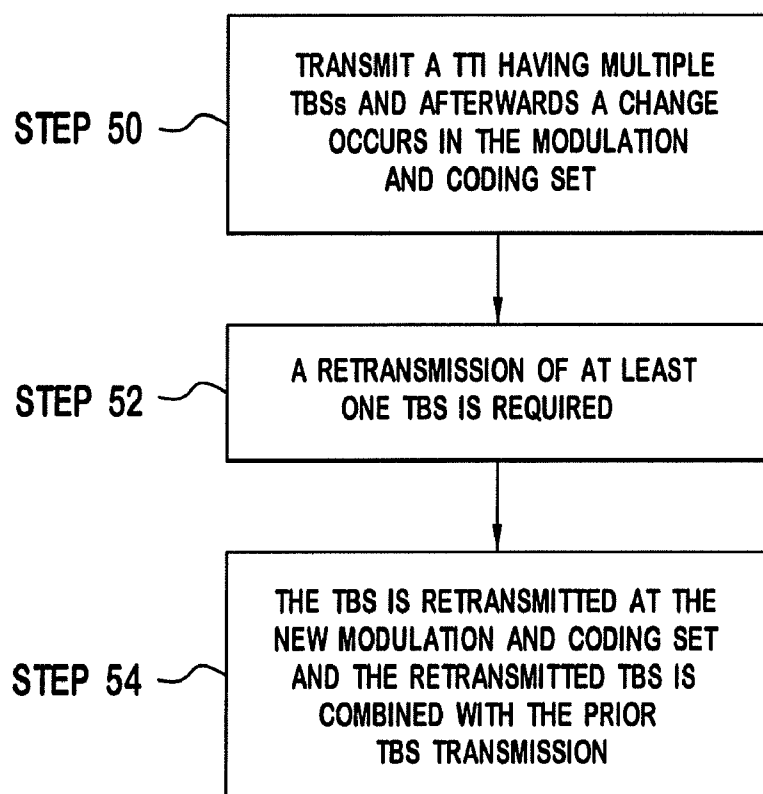 STEP 50
TRANSMIT A TTI HAVING MULTIPLE
TBSs AND AFTERWARDS A CHANGE
OCCURS IN THE MODULATION
AND CODING SET.
STEP 52
A RETRANSMISSION OF AT LEAST
ONE TBS IS REQUIRED.
STEP 54
THE TBS IS RETRANSMITTED AT THE
NEW MODULATION AND CODING SET
AND THE RETRANSMITTED TBS IS
COMBINED WITH THE PRIOR
TBS TRANSMISSION.